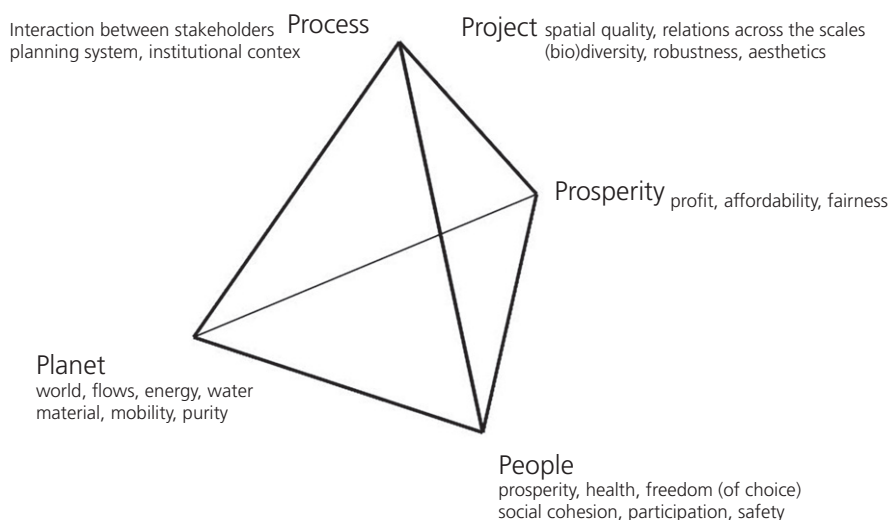 Process
Interaction between stakeholders
planning system, institutional contex
Project
spatial quality, relations across the scales
(bio)diversity, robustness, aesthetics
Prosperity
profit, affordability, fairness
Planet
world, flows, energy, water
material, mobility, purity
People
prosperity, health, freedom (of choice)
social cohesion, participation, safety